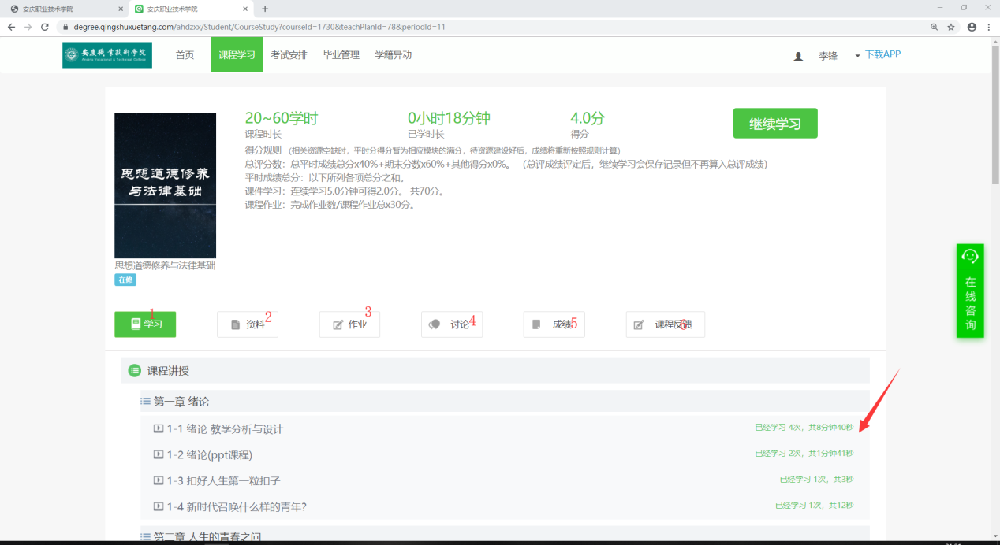 安庆职业技术学院
安庆职业技术学院
degree.qingshuxuetang.com/ahdzxx/Student/CourseStudy?courseId=1730&teachPlanId=78&periodId=11
安庆职业技术学院
Anqing Vocational & Technical College
首页
课程学习
考试安排
毕业管理
学籍异动
李锋
下载APP
思想道德修养
与法律基础
思想道德修养与法律基础
在修
20~60学时
课程时长
0小时18分钟
已学时长
4.0分
得分
继续学习
得分规则 (相关资源空缺时，平时分得分暂为相应模块的满分，待资源建设好后，成绩将重新按照规则计算)
总评分数：总平时成绩总分x40%+期末分数x60%+其他得分x0%。 （总评成绩评定后，继续学习会保存记录但不再算入总评成绩）
平时成绩总分：以下所列各项总分之和。
课件学习：连续学习5.0分钟可得2.0分。 共70分。
课程作业：完成作业数/课程作业总x30分。
学习 1
资料 2
作业 3
讨论 4
成绩 5
课程反馈 6
在线咨询
课程讲授
第一章 绪论
1-1 绪论 教学分析与设计
已经学习 4次，共8分钟40秒
1-2 绪论(ppt课程)
已经学习 2次，共1分钟41秒
1-3 扣好人生第一粒扣子
已经学习 1次，共3秒
1-4 新时代召唤什么样的青年?
已经学习 1次，共12秒
第二章 人生的青春之问